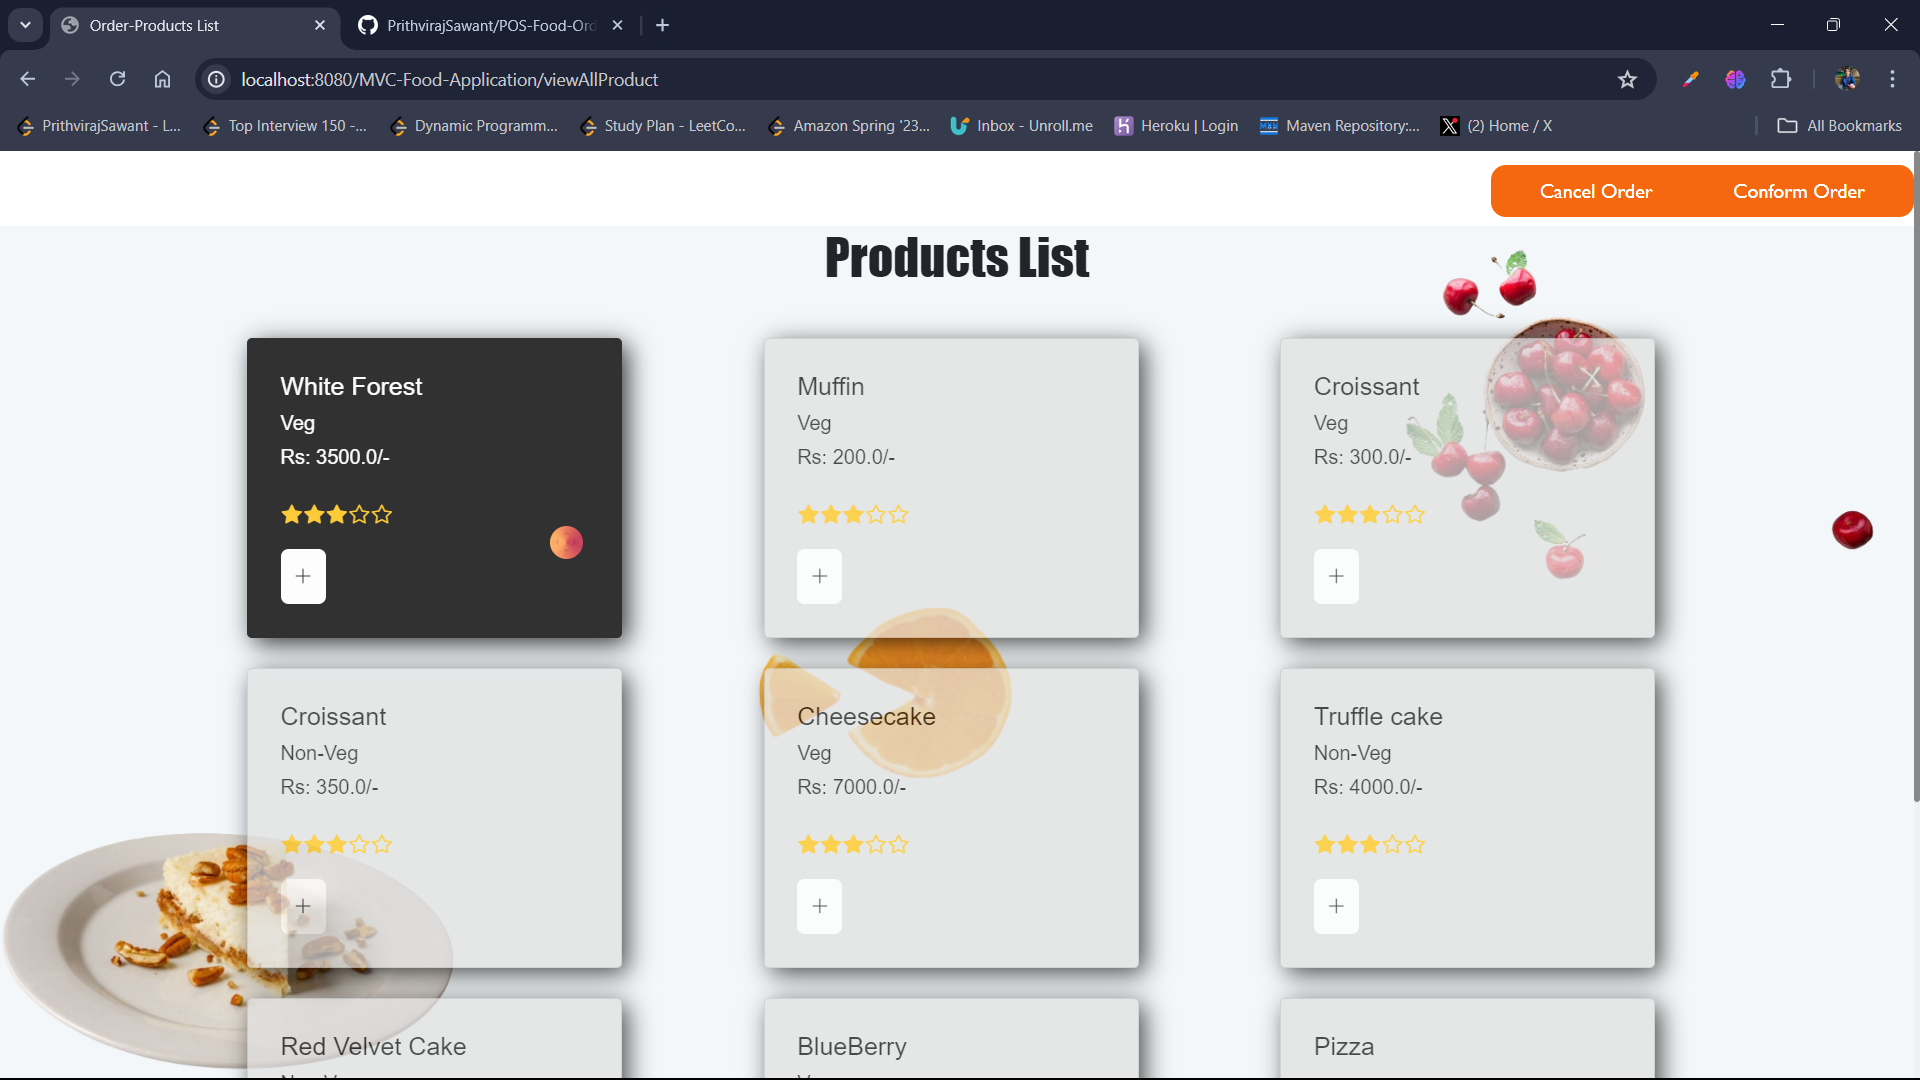 Order-Products List
PrithvirajSawant/POS-Food-Ord
localhost:8080/MVC-Food-Application/viewAllProduct
PrithvirajSawant - L...
Top Interview 150 -...
Dynamic Programm...
Study Plan - LeetCo...
Amazon Spring '23...
Inbox - Unroll.me
Heroku | Login
Maven Repository:...
(2) Home / X
All Bookmarks
Cancel Order
Conform Order
Products List
White Forest
Veg
Rs: 3500.0/-
+
Muffin
Veg
Rs: 200.0/-
+
Croissant
Veg
Rs: 300.0/-
+
Croissant
Non-Veg
Rs: 350.0/-
+
Cheesecake
Veg
Rs: 7000.0/-
+
Truffle cake
Non-Veg
Rs: 4000.0/-
+
Red Velvet Cake
BlueBerry
Pizza